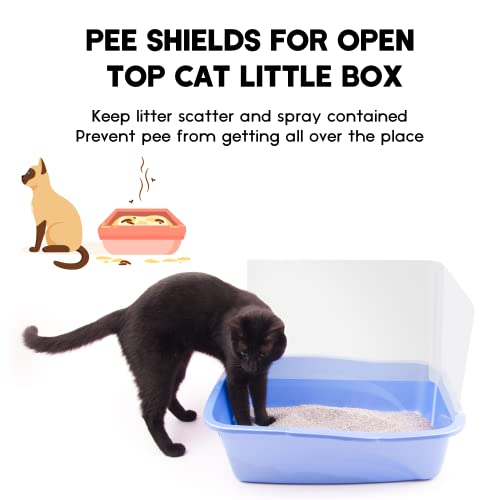 PEE SHIELDS FOR OPEN
TOP CAT LITTLE BOX
Keep litter scatter and spray contained
Prevent pee from getting all over the place